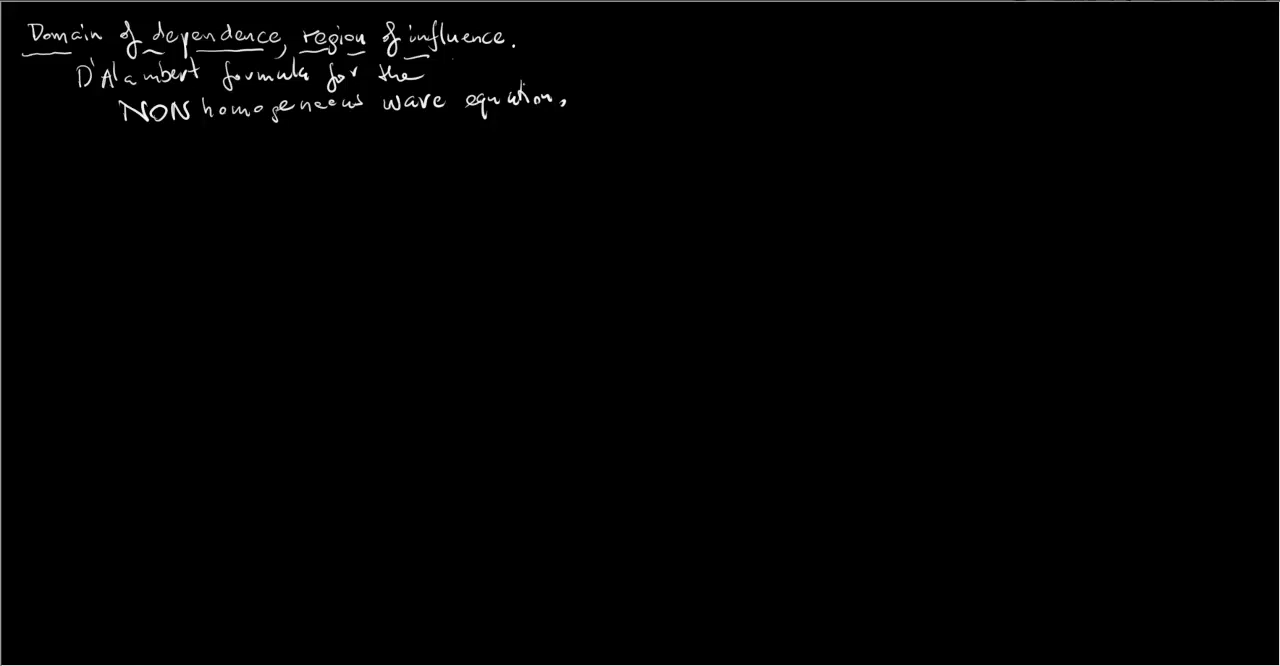 Domain of dependence, region of influence.
D'Alambert formula for the
NON homogeneous wave equation.